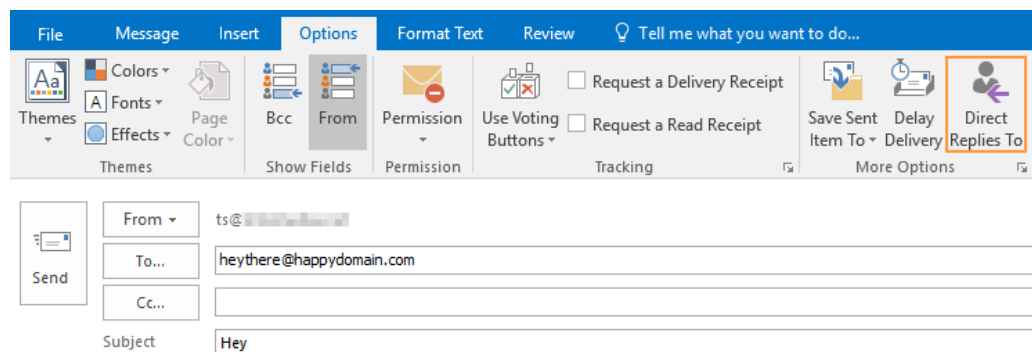 File Message Insert Options Format Text Review Tell me what you want to do...
Aa Colors Request a Delivery Receipt
A Fonts
Themes Page Bcc From Permission Use Voting Request a Read Receipt Save Sent Delay Direct
Effects Color Buttons Item To Delivery Replies To
Themes Show Fields Permission Tracking More Options
From ts@
Send
To... heythere@happydomain.com
Cc...
Subject Hey